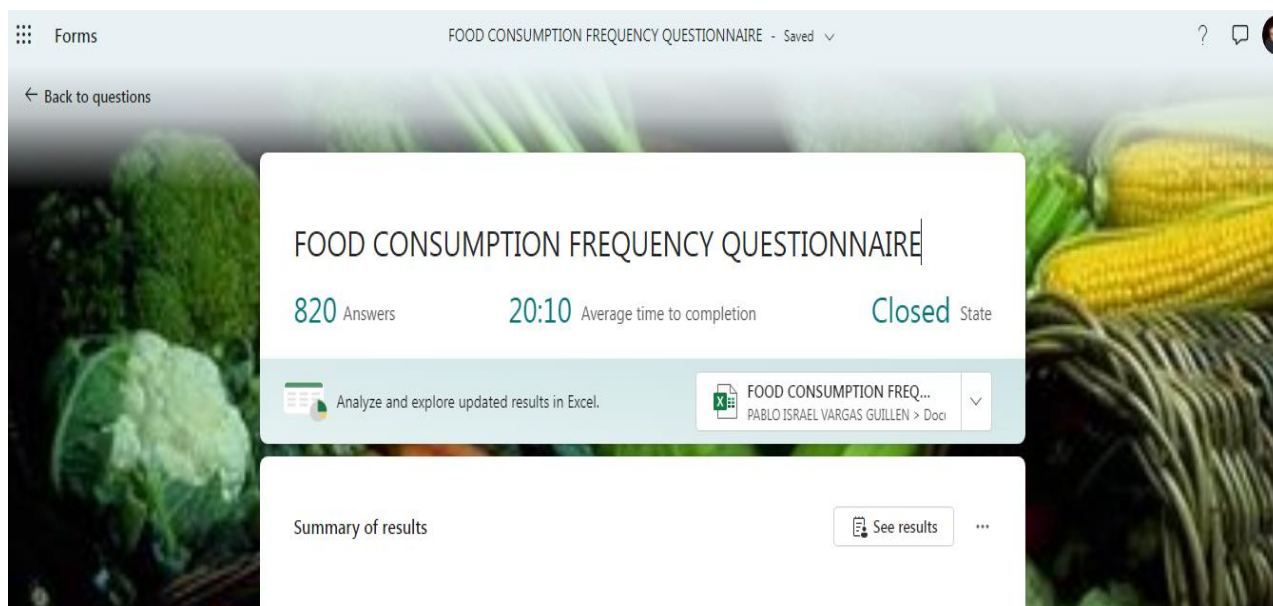 Forms
FOOD CONSUMPTION FREQUENCY QUESTIONNAIRE - Saved
?
Back to questions
FOOD CONSUMPTION FREQUENCY QUESTIONNAIRE
820 Answers
20:10 Average time to completion
Closed State
Analyze and explore updated results in Excel.
FOOD CONSUMPTION FREQ...
PABLO ISRAEL VARGAS GUILLEN > Doc
Summary of results
See results
...